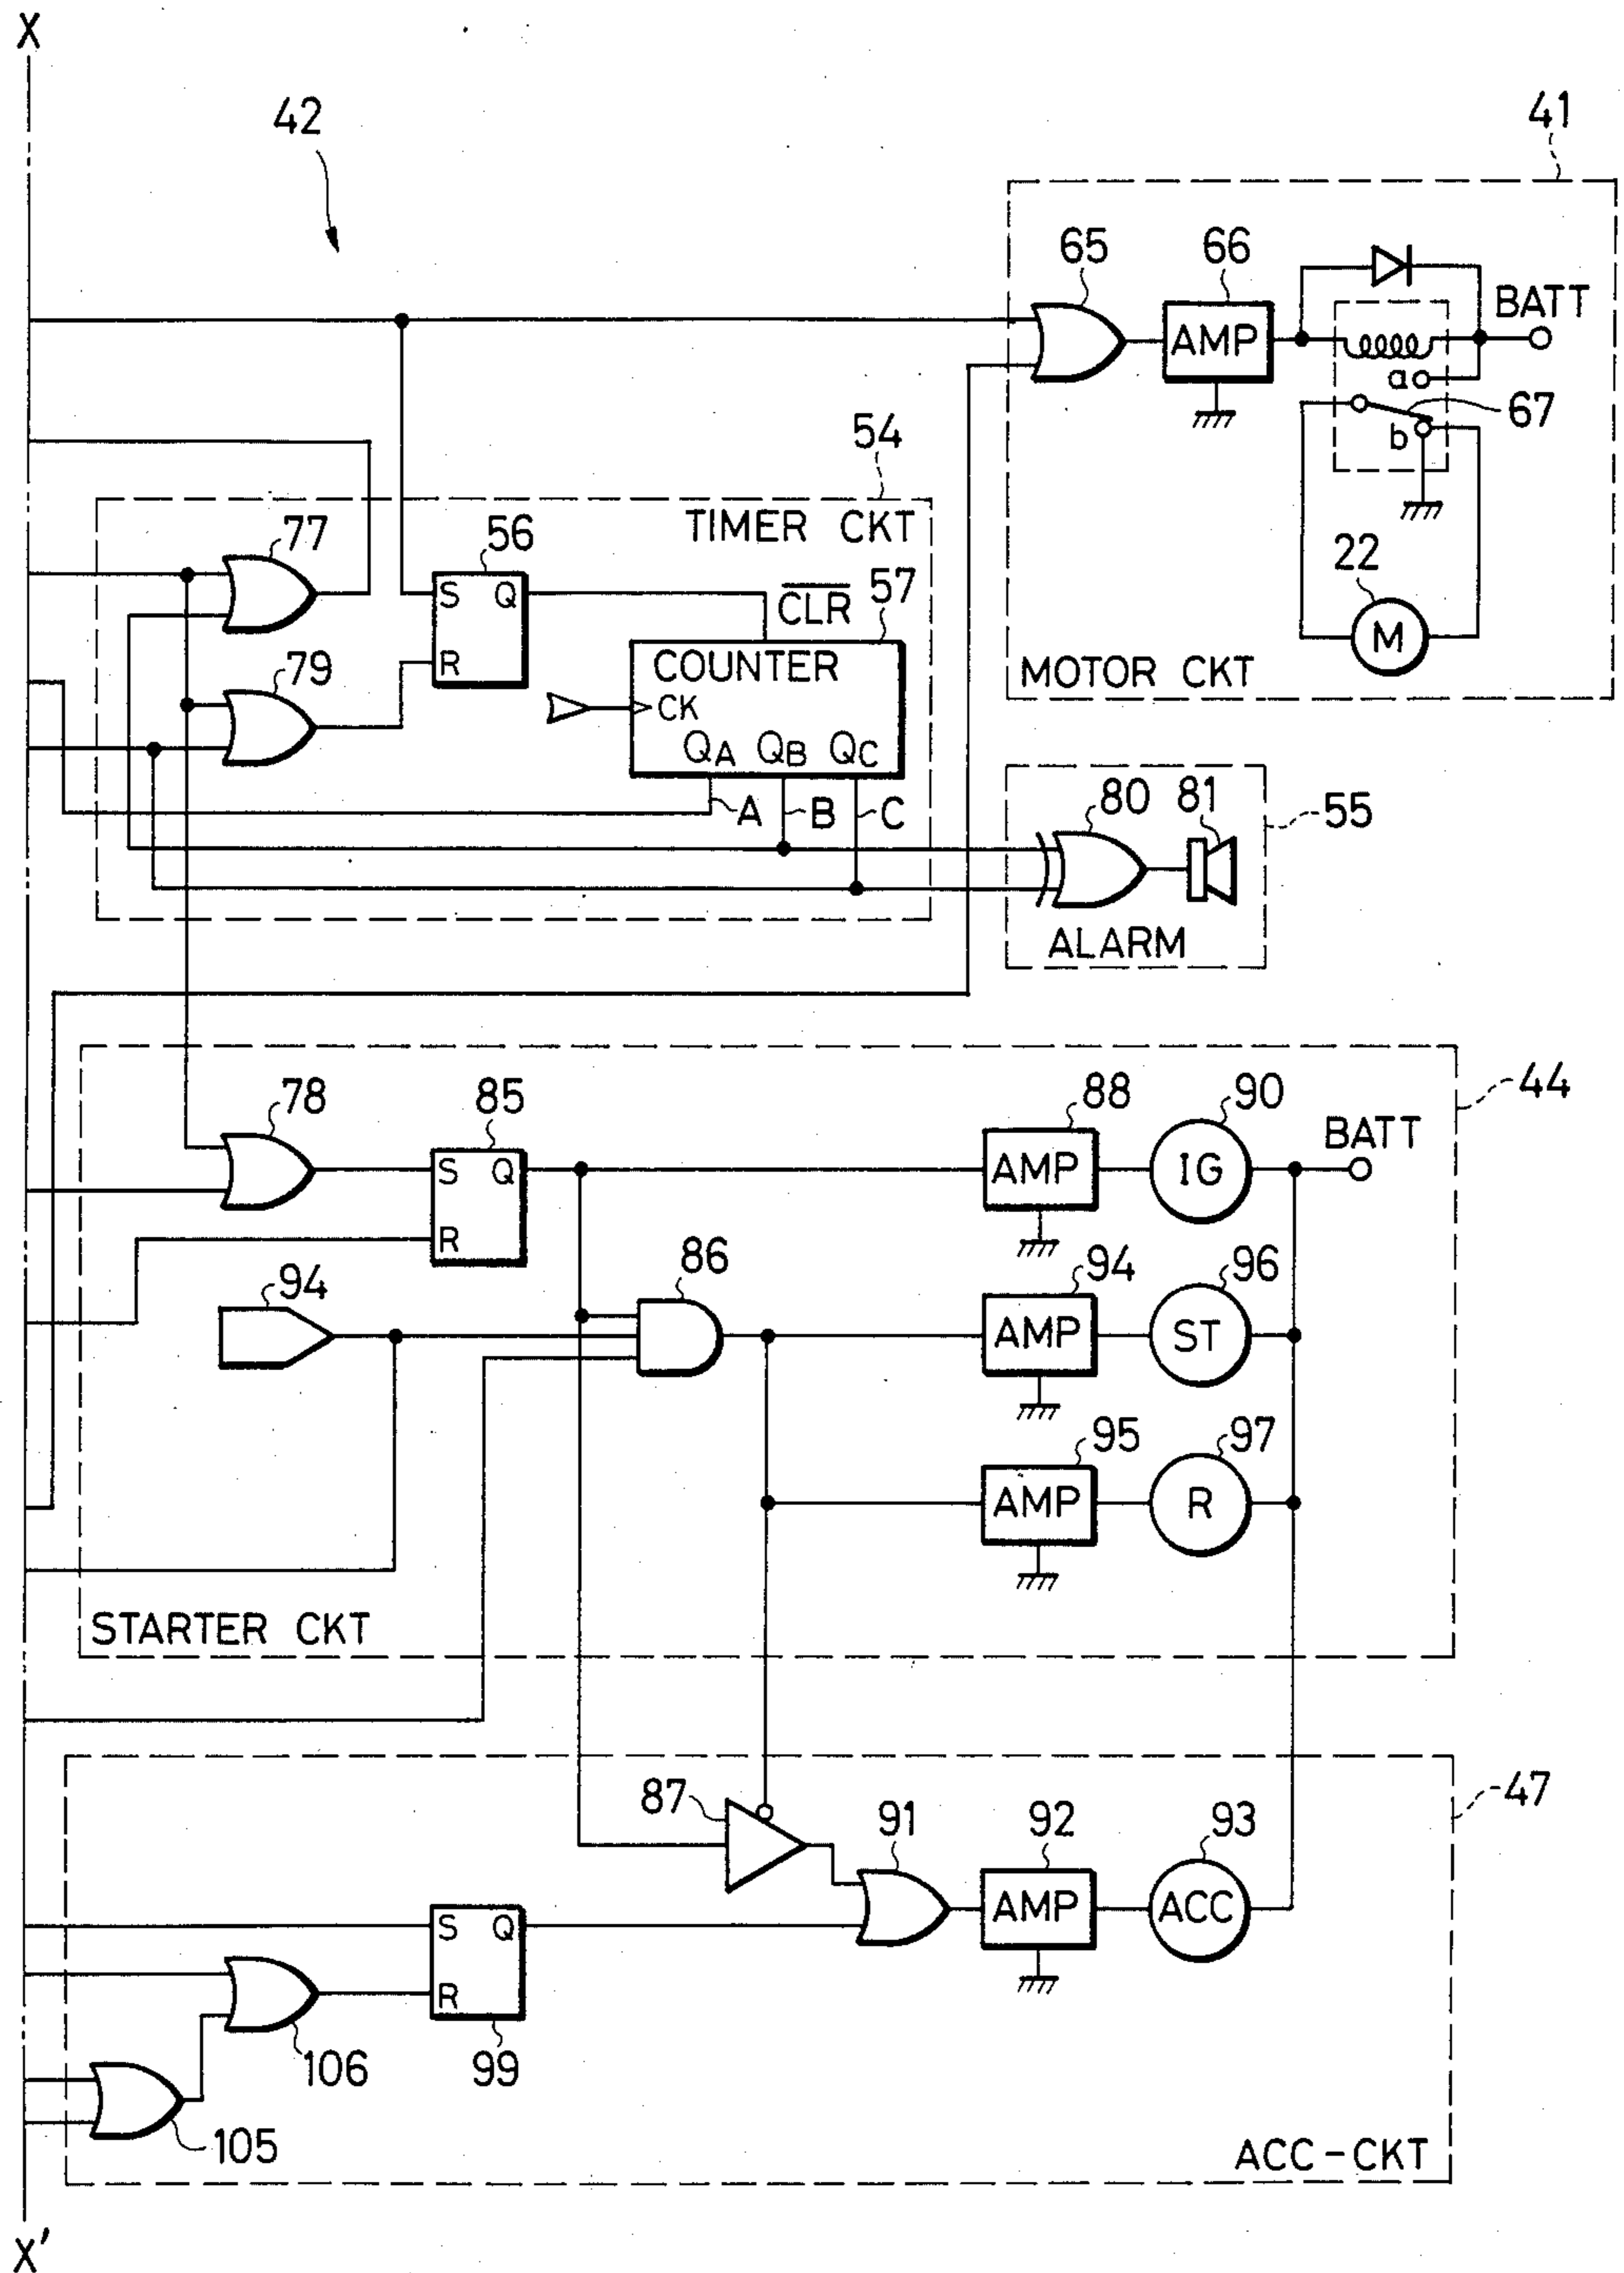 X
42
41
65
66
BATT
AMP
a
67
b
54
TIMER CKT
77
56
22
S Q
CLR
57
M
79
R
COUNTER
MOTOR CKT
CK
QA QB QC
A
B
C
80
81
55
ALARM
44
78
85
88
90
BATT
S Q
AMP
IG
R
94
86
94
96
AMP
ST
95
97
AMP
R
STARTER CKT
47
87
91
92
93
AMP
ACC
S Q
R
106
99
105
ACC-CKT
X'